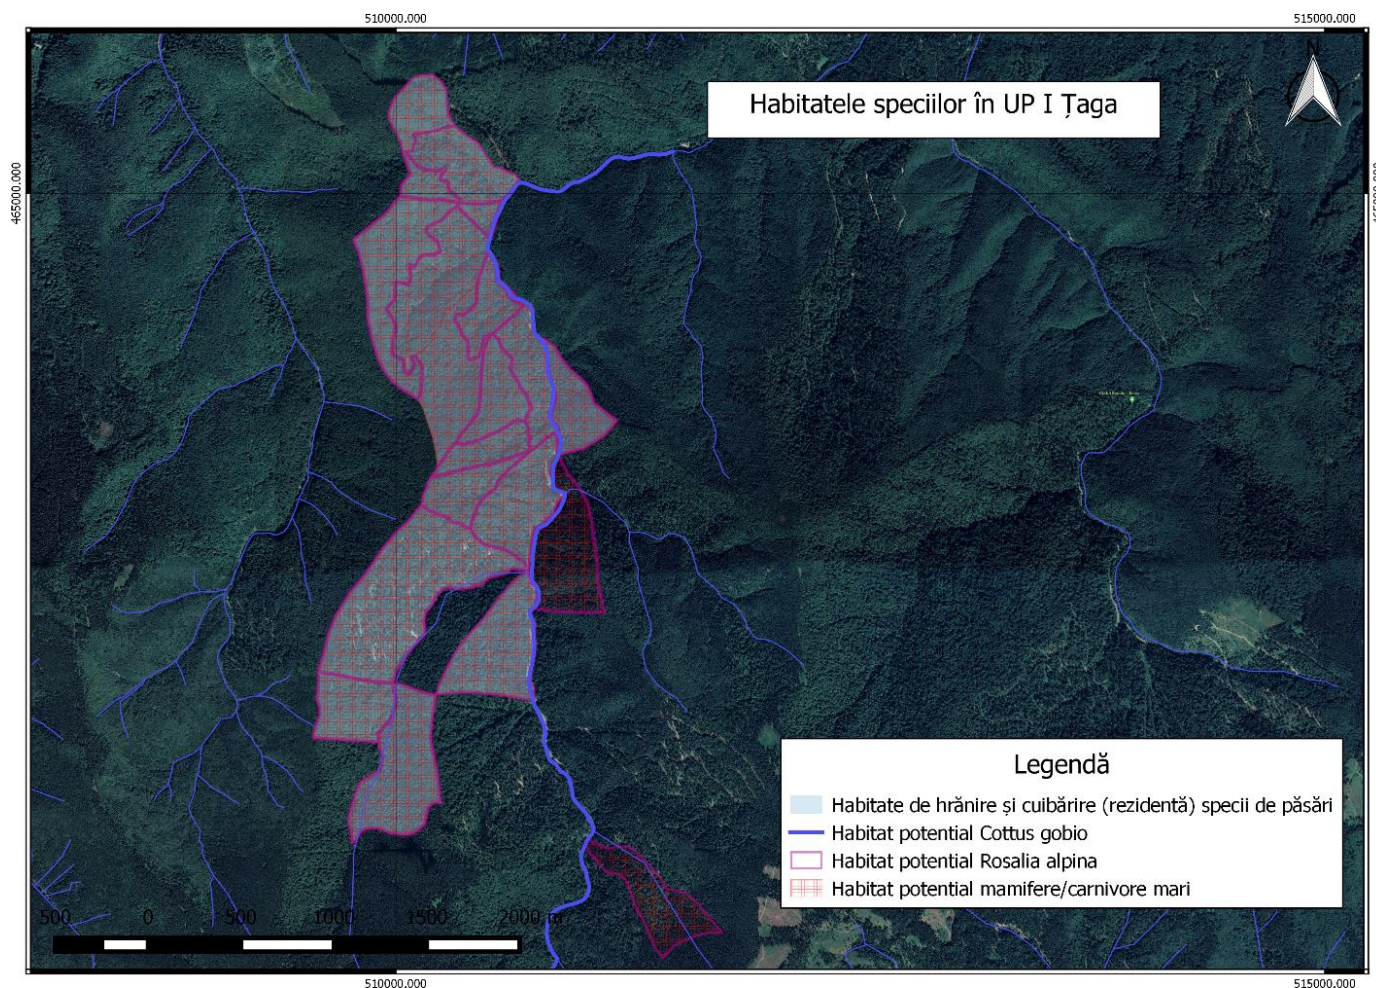 510000.000
515000.000
N
Habitatele speciilor în UP I Țaga
465000.000
Legendă
Habitate de hrănire și cuibărire (rezidentă) specii de păsări
Habitat potential Cottus gobio
Habitat potential Rosalia alpina
Habitat potential mamifere/carnivore mari
500 0 500 1000 1500 2000 m
510000.000
515000.000